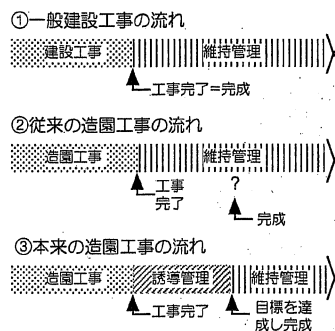 ①一般建設工事の流れ
建設工事 維持管理
工事完了=完成
②従来の造園工事の流れ
造園工事 維持管理
工事
完了
?
完成
③本来の造園工事の流れ
造園工事 誘導管理 維持管理
工事完了
目標を達
成し完成